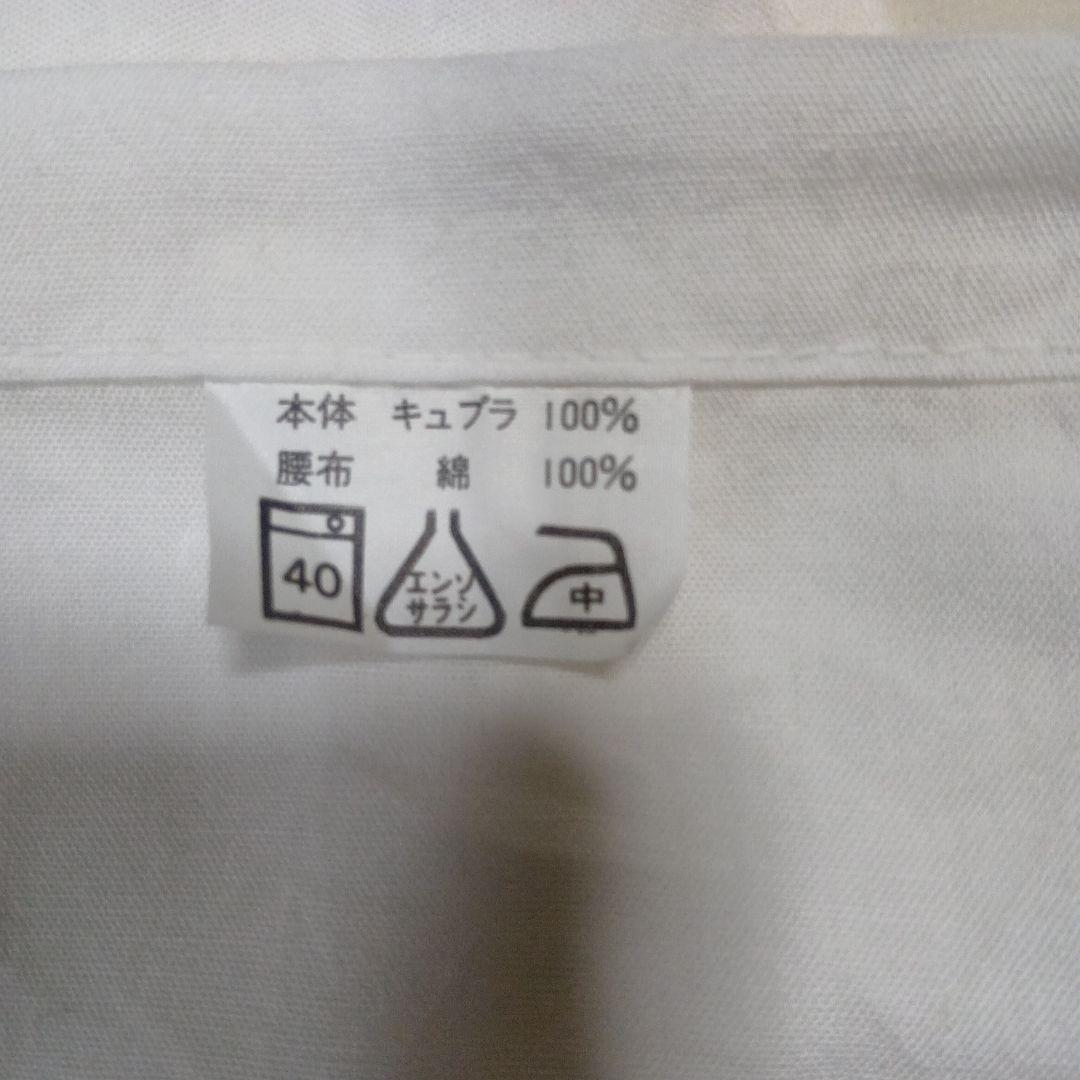 本体 キュプラ 100%
腰布 綿 100%
40
エンソ
サラシ
中